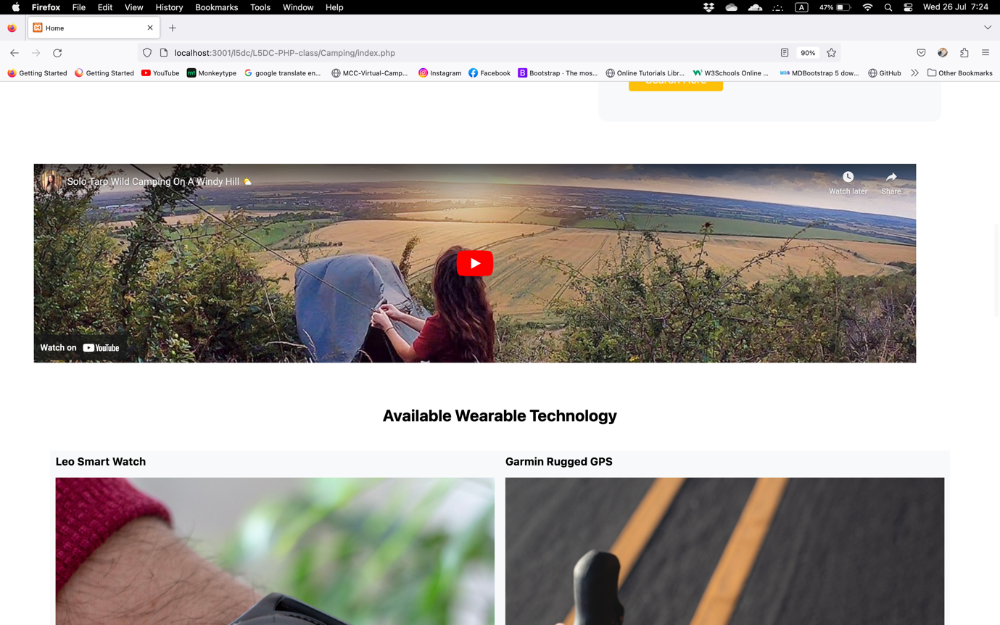 Firefox File Edit View History Bookmarks Tools Window Help A 47% Wed 26 Jul 7:24
Home
localhost:3001/l5dc/L5DC-PHP-class/Camping/index.php 90%
Getting Started Getting Started YouTube mt Monkeytype google translate en... MCC-Virtual-Camp... Instagram Facebook B Bootstrap · The mos... Online Tutorials Libr... W3Schools Online ... MDB MDBootstrap 5 dow... GitHub Other Bookmarks
Search Here
Solo Tarp Wild Camping On A Windy Hill
Watch later Share
Watch on YouTube
Available Wearable Technology
Leo Smart Watch Garmin Rugged GPS